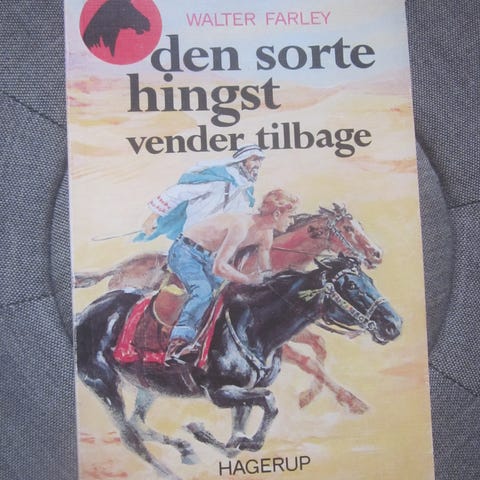 WALTER FARLEY
den sorte
hingst
vender tilbage
HAGERUP